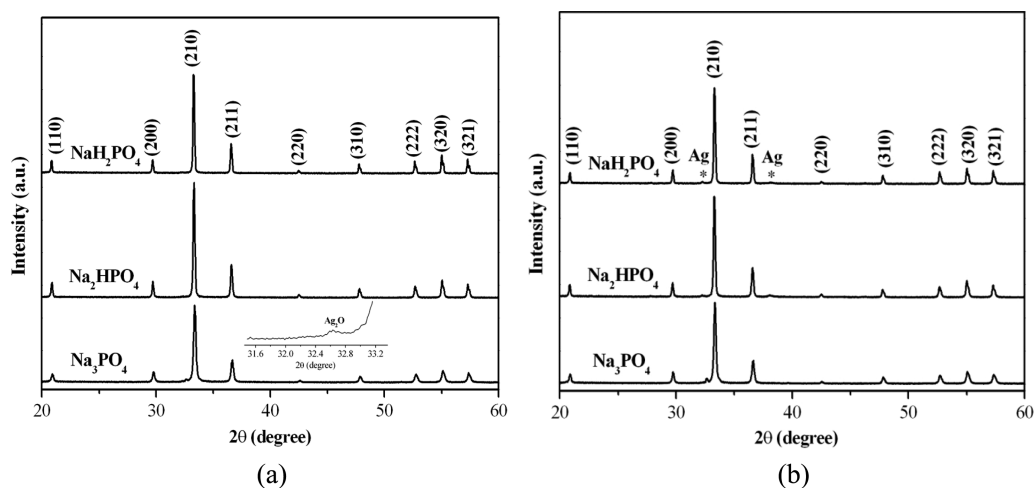 Intensity (a.u.)
(110)
(200)
(210)
(211)
(220)
(310)
(222)
(320)
(321)
NaH₂PO₄
Na₂HPO₄
Na₃PO₄
Ag₂O
31.6 32.0 32.4 32.8 33.2
2θ (degree)
20 30 40 50 60
2θ (degree)
(a)
Intensity (a.u.)
(110)
(200)
Ag
*
(210)
(211)
Ag
*
(220)
(310)
(222)
(320)
(321)
NaH₂PO₄
Na₂HPO₄
Na₃PO₄
20 30 40 50 60
2θ (degree)
(b)